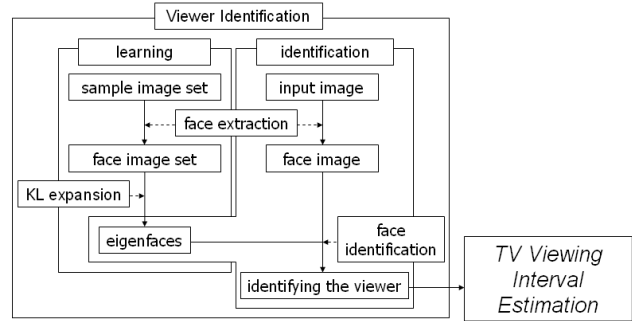 Viewer Identification
learning
identification
sample image set
input image
face extraction
face image set
face image
KL expansion
eigenfaces
face
identification
identifying the viewer
TV Viewing
Interval
Estimation